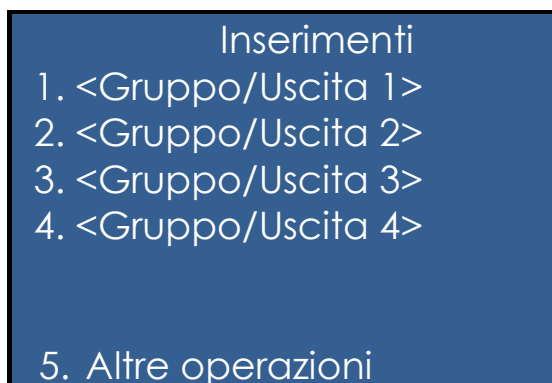 Inserimenti
1. <Gruppo/Uscita 1>
2. <Gruppo/Uscita 2>
3. <Gruppo/Uscita 3>
4. <Gruppo/Uscita 4>
5. Altre operazioni